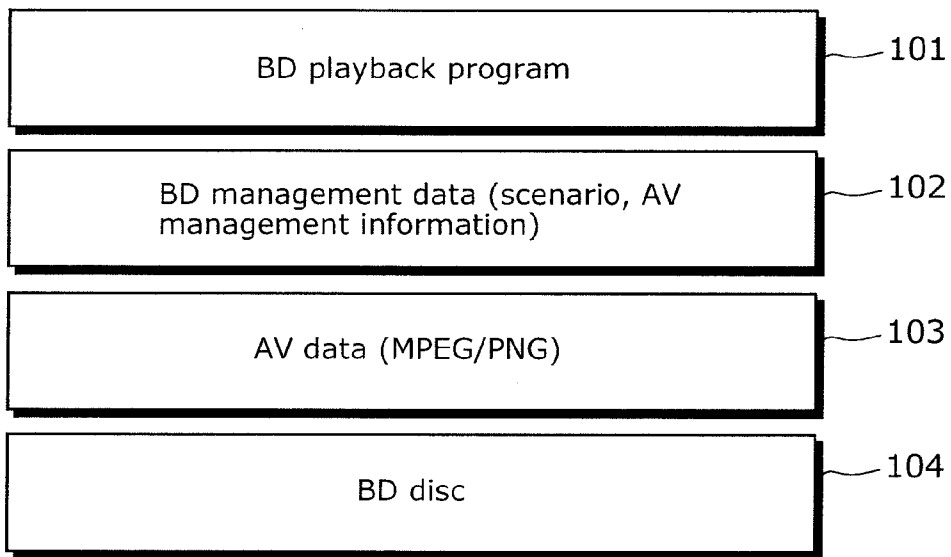 BD playback program
101
BD management data (scenario, AV
management information)
102
AV data (MPEG/PNG)
103
BD disc
104